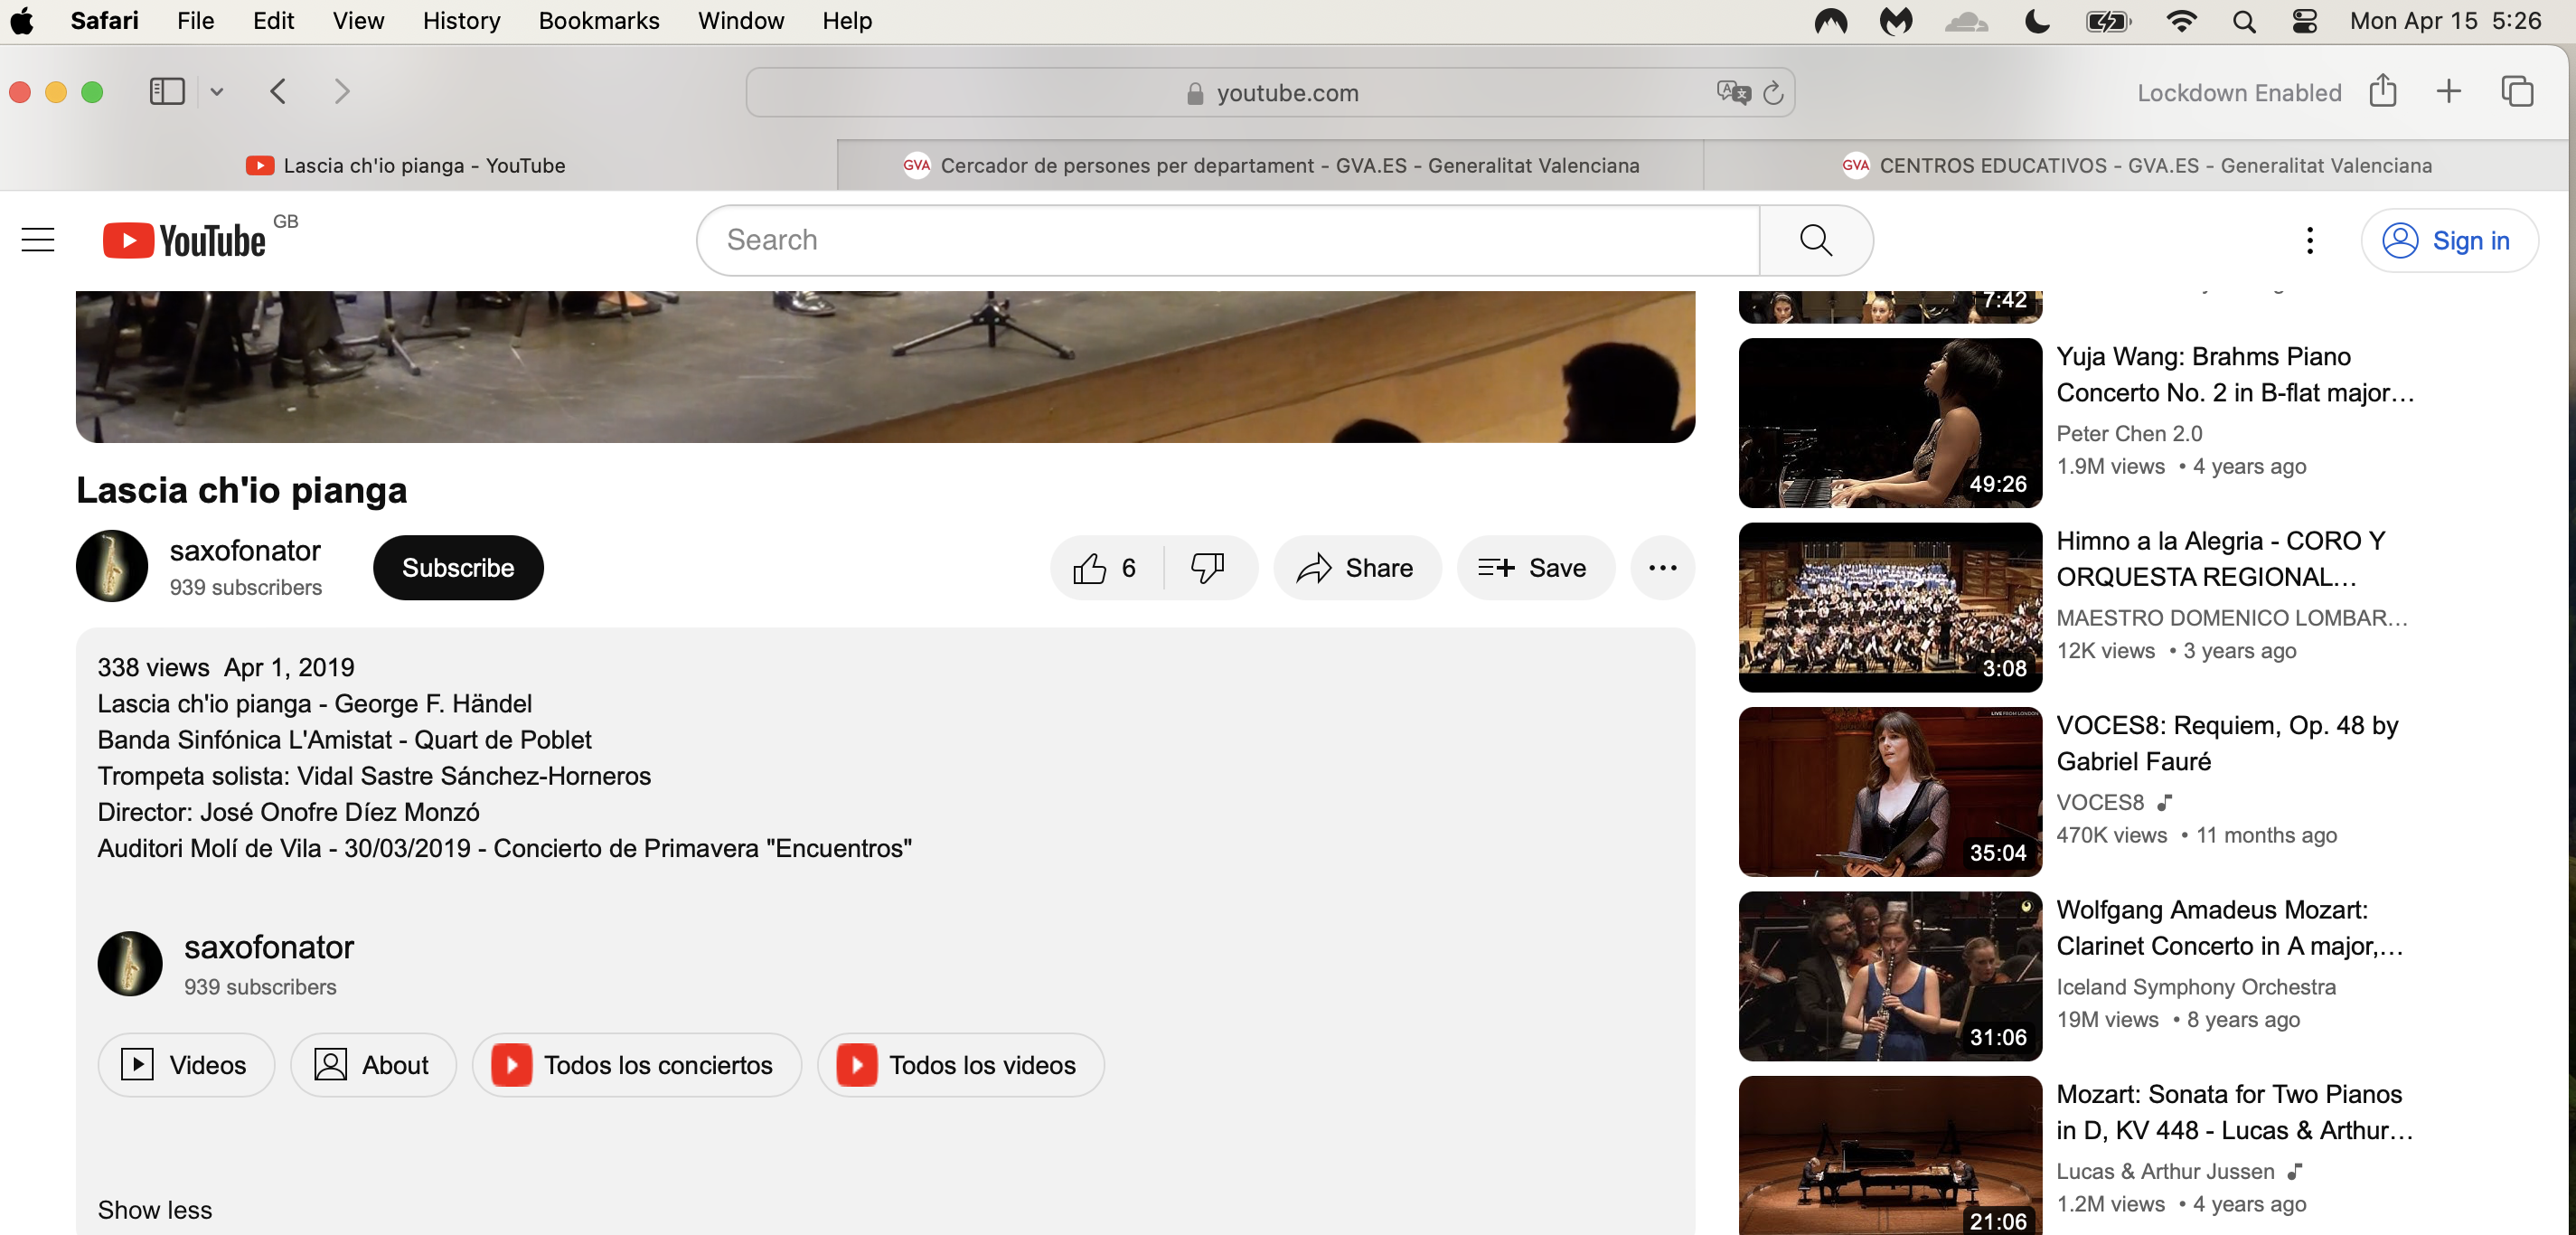 Safari File Edit View History Bookmarks Window Help Mon Apr 15 5:26
youtube.com Lockdown Enabled
Lascia ch'io pianga - YouTube
GVA Cercador de persones per departament - GVA.ES - Generalitat Valenciana
GVA CENTROS EDUCATIVOS - GVA.ES - Generalitat Valenciana
YouTube GB
Search
Sign in
Lascia ch'io pianga
saxofonator
939 subscribers
Subscribe
6
Share
Save
338 views Apr 1, 2019
Lascia ch'io pianga - George F. Händel
Banda Sinfónica L'Amistat - Quart de Poblet
Trompeta solista: Vidal Sastre Sánchez-Horneros
Director: José Onofre Díez Monzó
Auditori Molí de Vila - 30/03/2019 - Concierto de Primavera "Encuentros"
saxofonator
939 subscribers
Videos
About
Todos los conciertos
Todos los videos
Show less
7:42
49:26
Yuja Wang: Brahms Piano
Concerto No. 2 in B-flat major...
Peter Chen 2.0
1.9M views • 4 years ago
3:08
Himno a la Alegria - CORO Y
ORQUESTA REGIONAL...
MAESTRO DOMENICO LOMBAR...
12K views • 3 years ago
LIVE FROM LONDON
35:04
VOCES8: Requiem, Op. 48 by
Gabriel Fauré
VOCES8
470K views • 11 months ago
31:06
Wolfgang Amadeus Mozart:
Clarinet Concerto in A major,...
Iceland Symphony Orchestra
19M views • 8 years ago
21:06
Mozart: Sonata for Two Pianos
in D, KV 448 - Lucas & Arthur...
Lucas & Arthur Jussen
1.2M views • 4 years ago